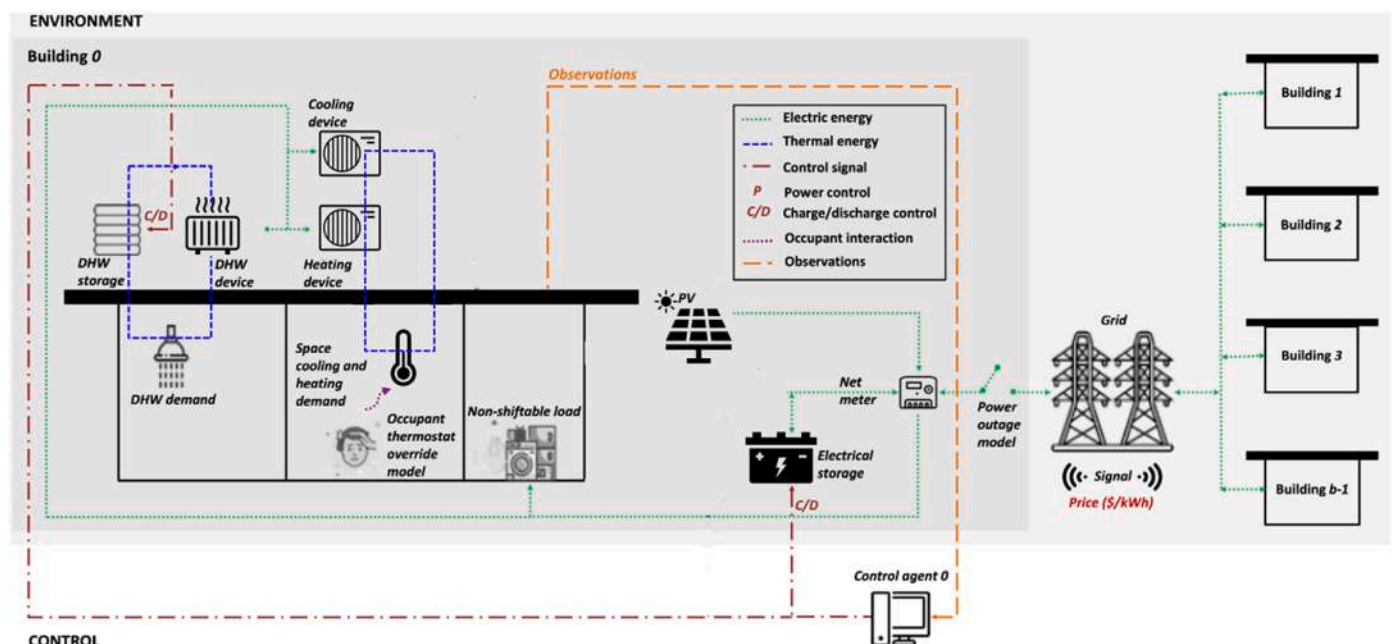 ENVIRONMENT
Building 0
Observations
Cooling
device
Electric energy
Thermal energy
Control signal
P Power control
C/D Charge/discharge control
Occupant interaction
Observations
C/D
DHW
storage
DHW
device
Heating
device
PV
Space
cooling and
heating
demand
DHW demand
Occupant
thermostat
override
model
Non-shiftable load
Net
meter
Electrical
storage
C/D
Power
outage
model
Grid
Signal
Price ($/kWh)
Building 1
Building 2
Building 3
Building b-1
Control agent 0
CONTROL